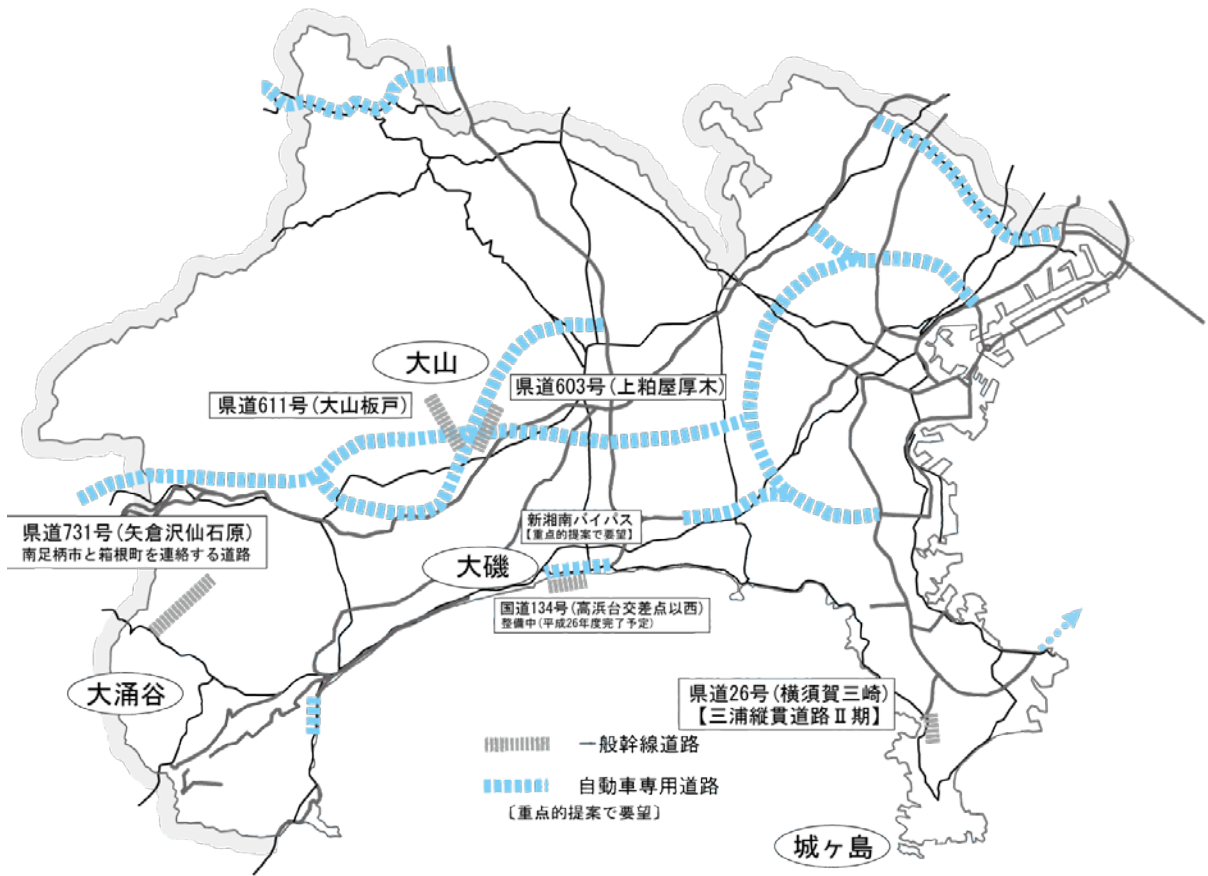 大山
県道603号(上粕屋厚木)
県道611号(大山板戸)
県道731号(矢倉沢仙石原)
南足柄市と箱根町を連絡する道路
新湘南バイパス
【重点的提案で要望】
大磯
国道134号(高浜台交差点以西)
整備中(平成26年度完了予定)
大涌谷
県道26号(横須賀三崎)
【三浦縦貫道路Ⅱ期】
一般幹線道路
自動車専用道路
〔重点的提案で要望〕
城ヶ島